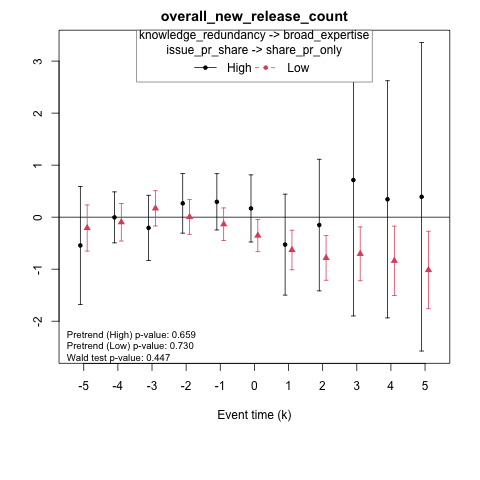 overall_new_release_count
knowledge_redundancy -> broad_expertise
issue_pr_share -> share_pr_only
High Low
3
2
1
0
-1
-2
Pretrend (High) p-value: 0.659
Pretrend (Low) p-value: 0.730
Wald test p-value: 0.447
-5 -4 -3 -2 -1 0 1 2 3 4 5
Event time (k)